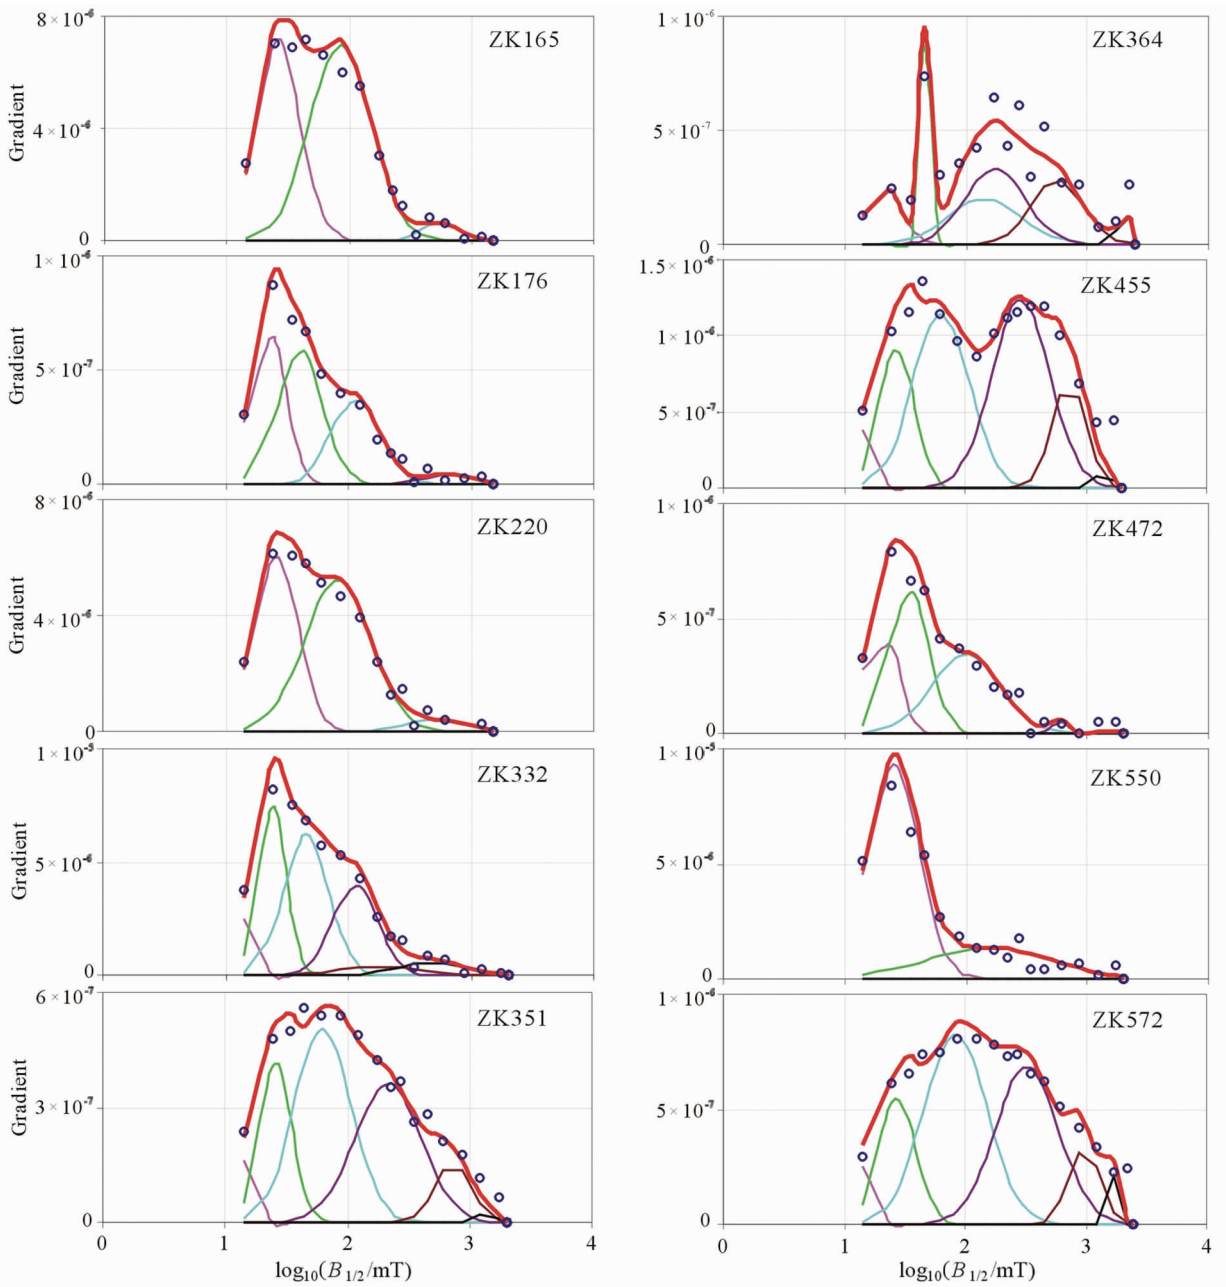 8 × 10⁻⁶
Gradient
4 × 10⁻⁶
0
ZK165
1 × 10⁻⁶
Gradient
5 × 10⁻⁷
0
ZK176
8 × 10⁻⁶
Gradient
4 × 10⁻⁶
0
ZK220
1 × 10⁻⁵
Gradient
5 × 10⁻⁶
0
ZK332
6 × 10⁻⁷
Gradient
3 × 10⁻⁷
0
ZK351
0 1 2 3 4
log₁₀(B₁/₂/mT)
1 × 10⁻⁶
5 × 10⁻⁷
0
ZK364
1.5 × 10⁻⁶
1 × 10⁻⁶
5 × 10⁻⁷
0
ZK455
1 × 10⁻⁶
5 × 10⁻⁷
0
ZK472
1 × 10⁻⁵
5 × 10⁻⁶
0
ZK550
1 × 10⁻⁶
5 × 10⁻⁷
0
ZK572
0 1 2 3 4
log₁₀(B₁/₂/mT)